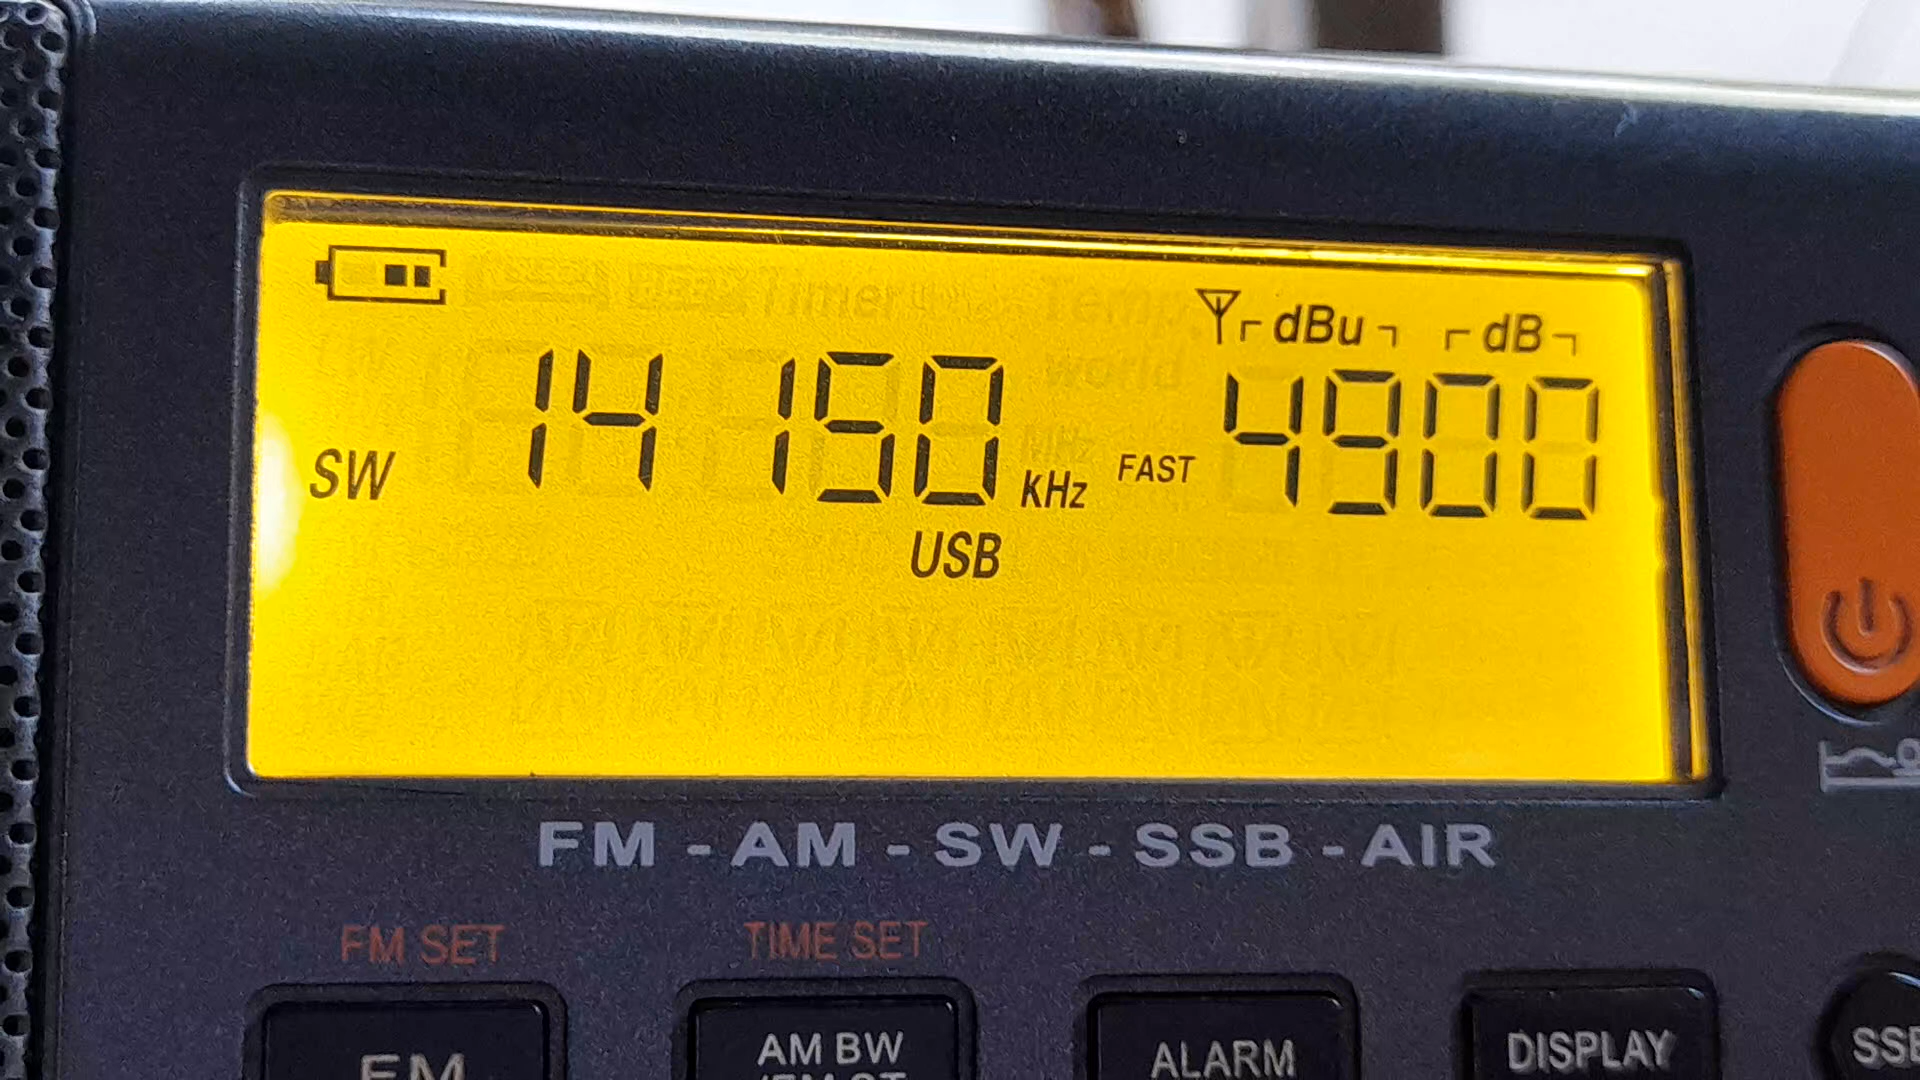 dBu dB
SW 14 150 KHz FAST 4900
USB
FM - AM - SW - SSB - AIR
FM SET TIME SET
FM AM BW ALARM DISPLAY